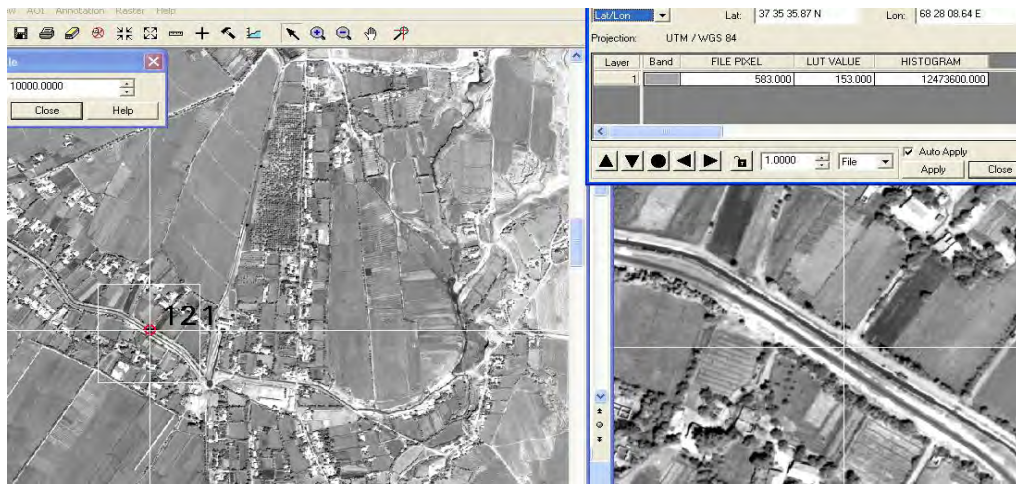 AOI Annotation Raster Help
10000.0000
Close Help
121
Lat/Lon Lat: 37 35 35.87 N Lon: 68 28 08.64 E
Projection: UTM / WGS 84
Layer Band FILE PIXEL LUT VALUE HISTOGRAM
1 583.000 153.000 12473600.000
1.0000 File Auto Apply
Apply Close